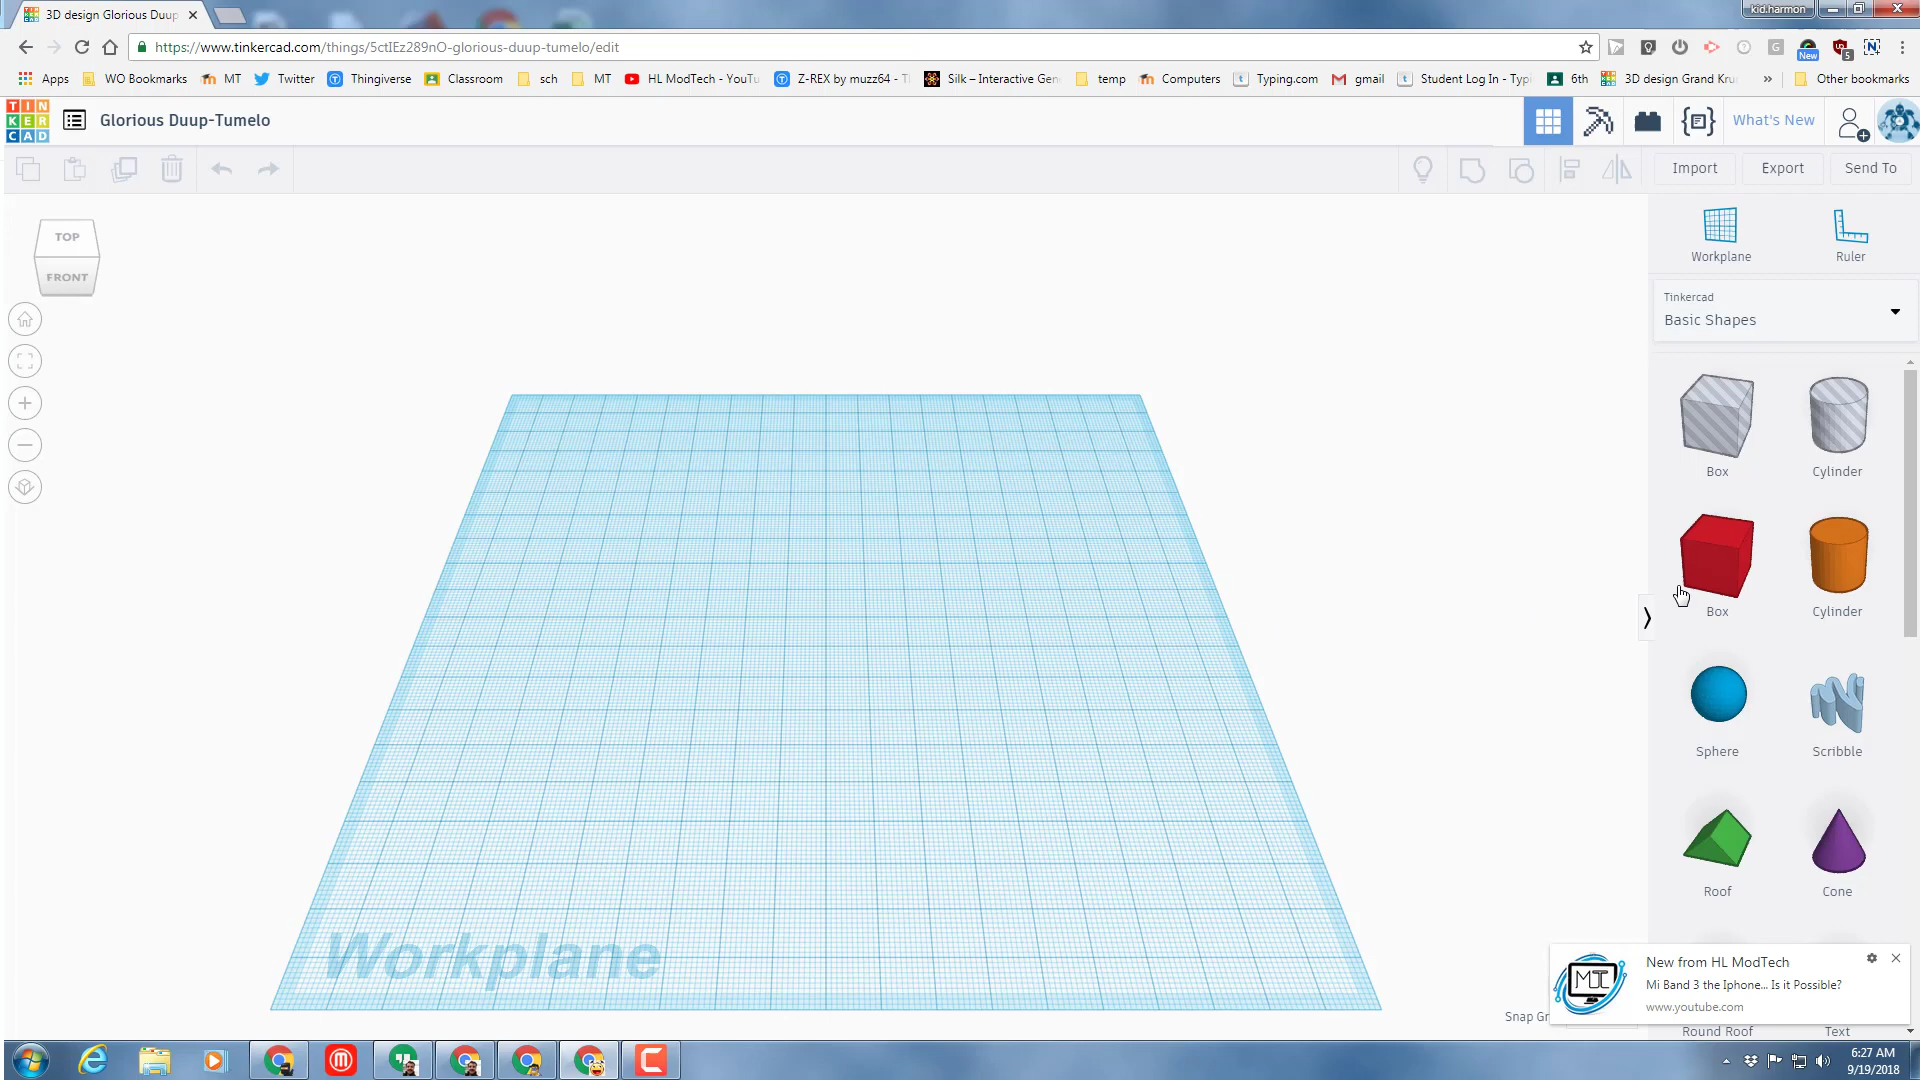 3D design Glorious Duup
kid.harmon
https://www.tinkercad.com/things/5ctIEz289nO-glorious-duup-tumelo/edit
New
5
Apps
WO Bookmarks
MT
Twitter
Thingiverse
Classroom
sch
MT
HL ModTech - YouTu
Z-REX by muzz64 - T
Silk – Interactive Gen
temp
Computers
Typing.com
gmail
Student Log In - Typi
6th
3D design Grand Kru
»
Other bookmarks
TIN
KER
CAD
Glorious Duup-Tumelo
What's New
Import
Export
Send To
TOP
FRONT
Workplane
Ruler
Tinkercad
Basic Shapes
Box
Cylinder
Box
Cylinder
Sphere
Scribble
Roof
Cone
Workplane
MT
New from HL ModTech
Mi Band 3 the Iphone... Is it Possible?
www.youtube.com
Snap Gr
Round Roof
Text
6:27 AM
9/19/2018